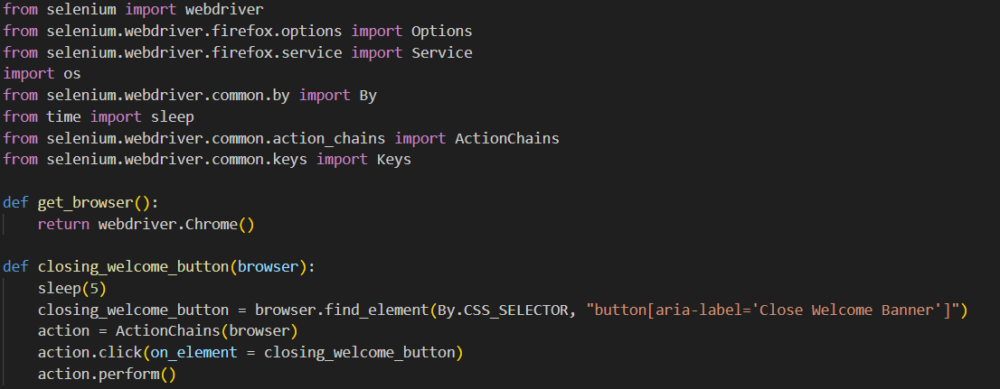 from selenium import webdriver
from selenium.webdriver.firefox.options import Options
from selenium.webdriver.firefox.service import Service
import os
from selenium.webdriver.common.by import By
from time import sleep
from selenium.webdriver.common.action_chains import ActionChains
from selenium.webdriver.common.keys import Keys

def get_browser():
    return webdriver.Chrome()

def closing_welcome_button(browser):
    sleep(5)
    closing_welcome_button = browser.find_element(By.CSS_SELECTOR, "button[aria-label='Close Welcome Banner']")
    action = ActionChains(browser)
    action.click(on_element = closing_welcome_button)
    action.perform()